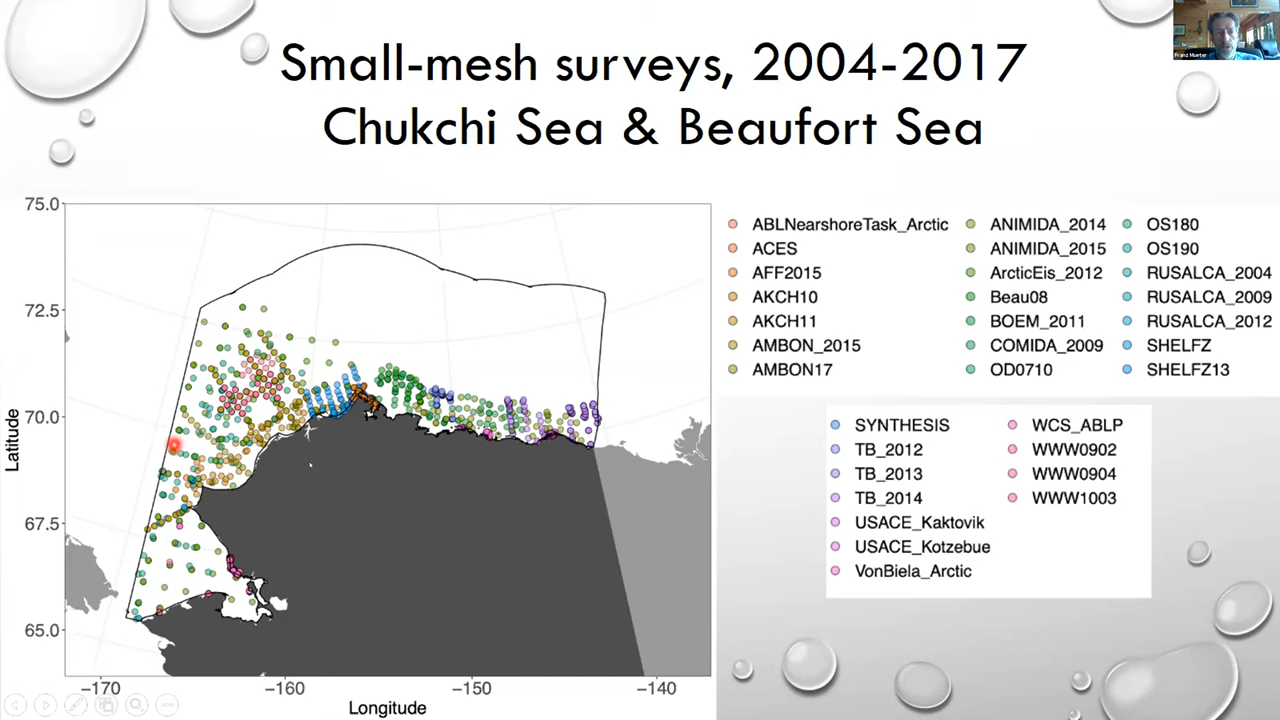 Small-mesh surveys, 2004-2017
Chukchi Sea & Beaufort Sea
Franz Mueter
75.0
72.5
70.0
67.5
65.0
Latitude
−170
−160
−150
−140
Longitude
ABLNearshoreTask_Arctic
ACES
AFF2015
AKCH10
AKCH11
AMBON_2015
AMBON17
ANIMIDA_2014
ANIMIDA_2015
ArcticEis_2012
Beau08
BOEM_2011
COMIDA_2009
OD0710
OS180
OS190
RUSALCA_2004
RUSALCA_2009
RUSALCA_2012
SHELFZ
SHELFZ13
SYNTHESIS
TB_2012
TB_2013
TB_2014
USACE_Kaktovik
USACE_Kotzebue
VonBiela_Arctic
WCS_ABLP
WWW0902
WWW0904
WWW1003